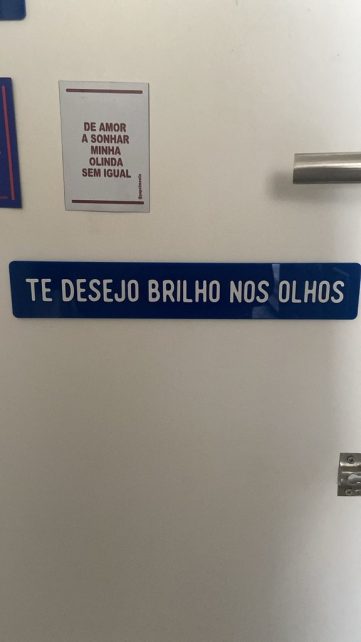 DE AMOR
A SONHAR
MINHA
OLINDA
SEM IGUAL
TE DESEJO BRILHO NOS OLHOS